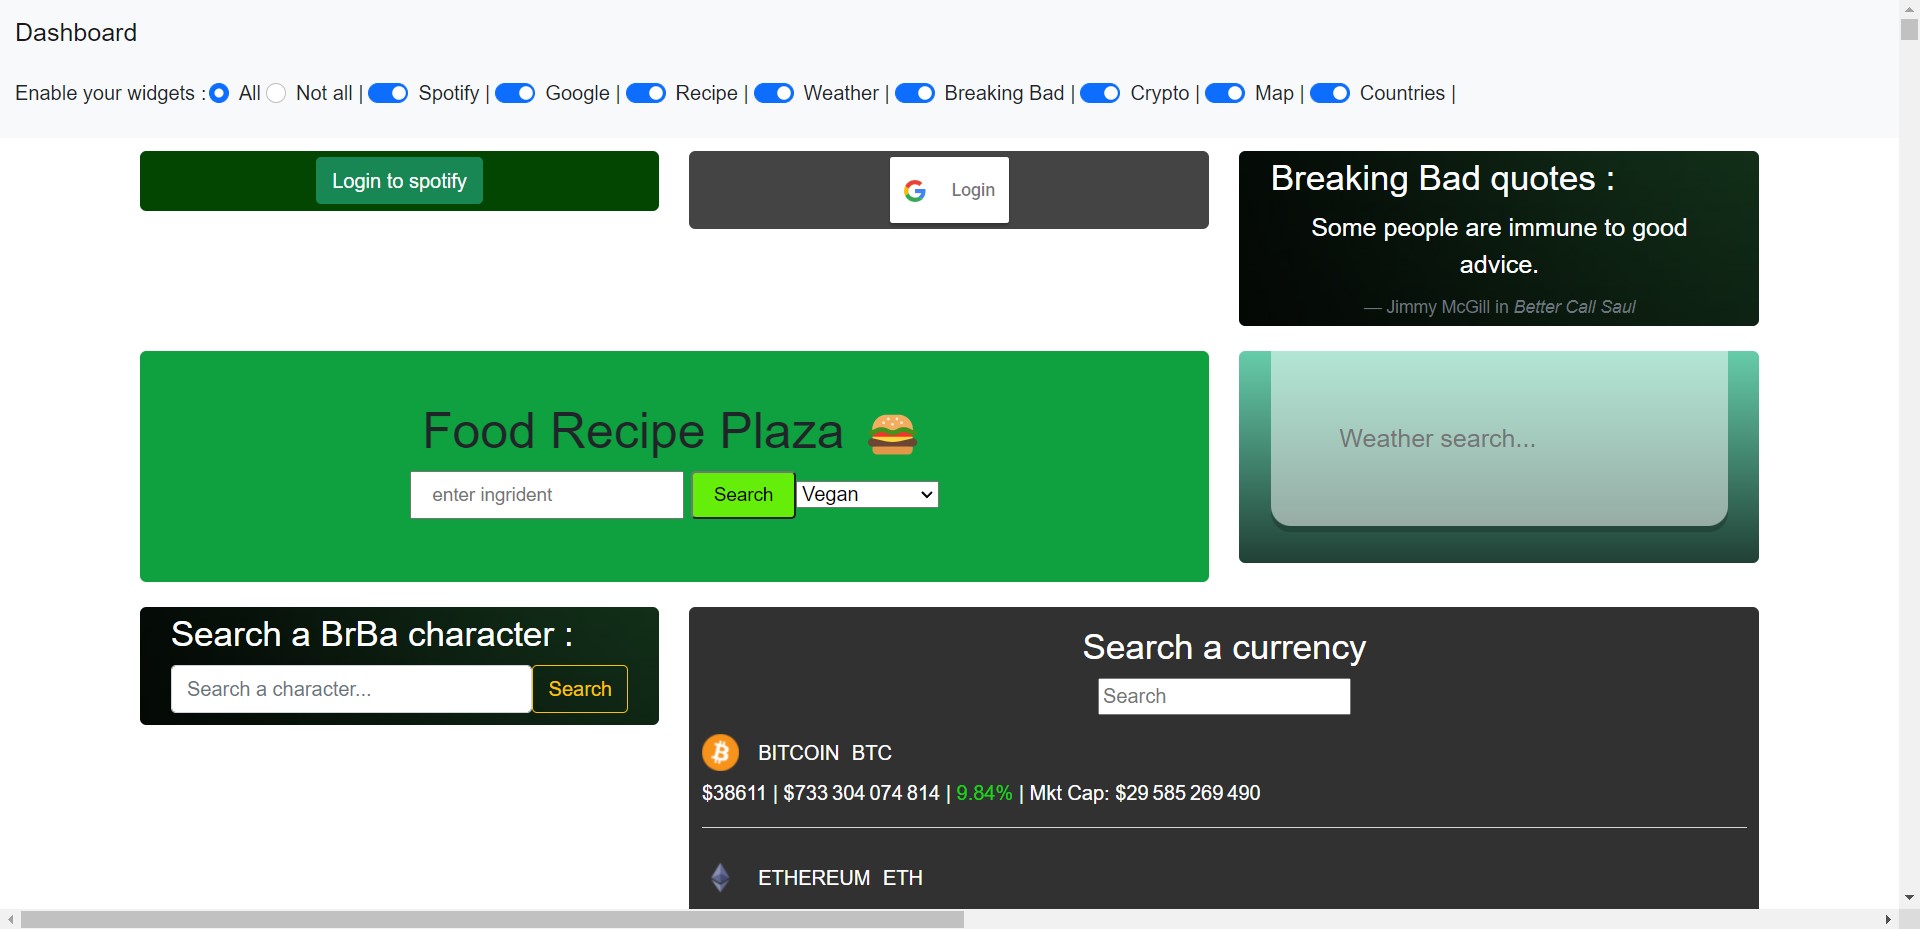 Dashboard
Enable your widgets : All Not all | Spotify | Google | Recipe | Weather | Breaking Bad | Crypto | Map | Countries |
Login to spotify
Login
Breaking Bad quotes :
Some people are immune to good
advice.
— Jimmy McGill in Better Call Saul
Food Recipe Plaza
enter ingrident
Search
Vegan
Weather search...
Search a BrBa character :
Search a character...
Search
Search a currency
Search
BITCOIN BTC
$38611 | $733 304 074 814 | 9.84% | Mkt Cap: $29 585 269 490
ETHEREUM ETH